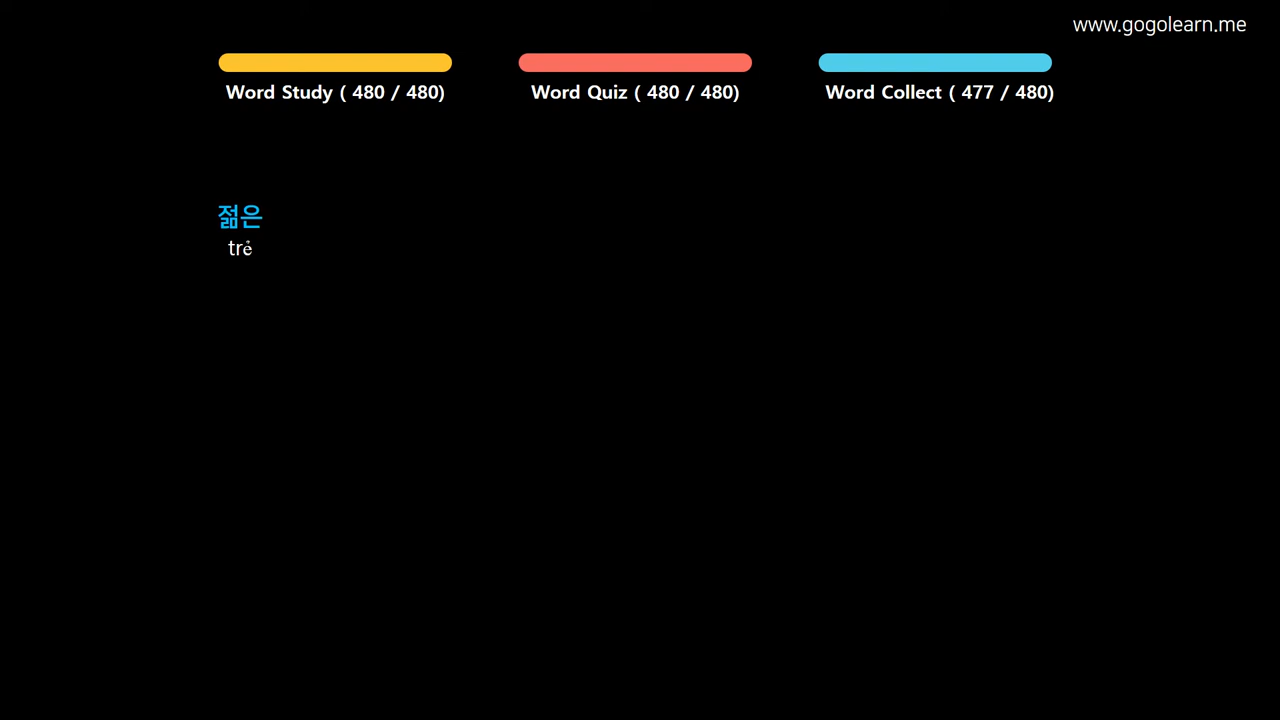 www.gogolearn.me
Word Study ( 480 / 480)
Word Quiz ( 480 / 480)
Word Collect ( 477 / 480)
젊은
trẻ